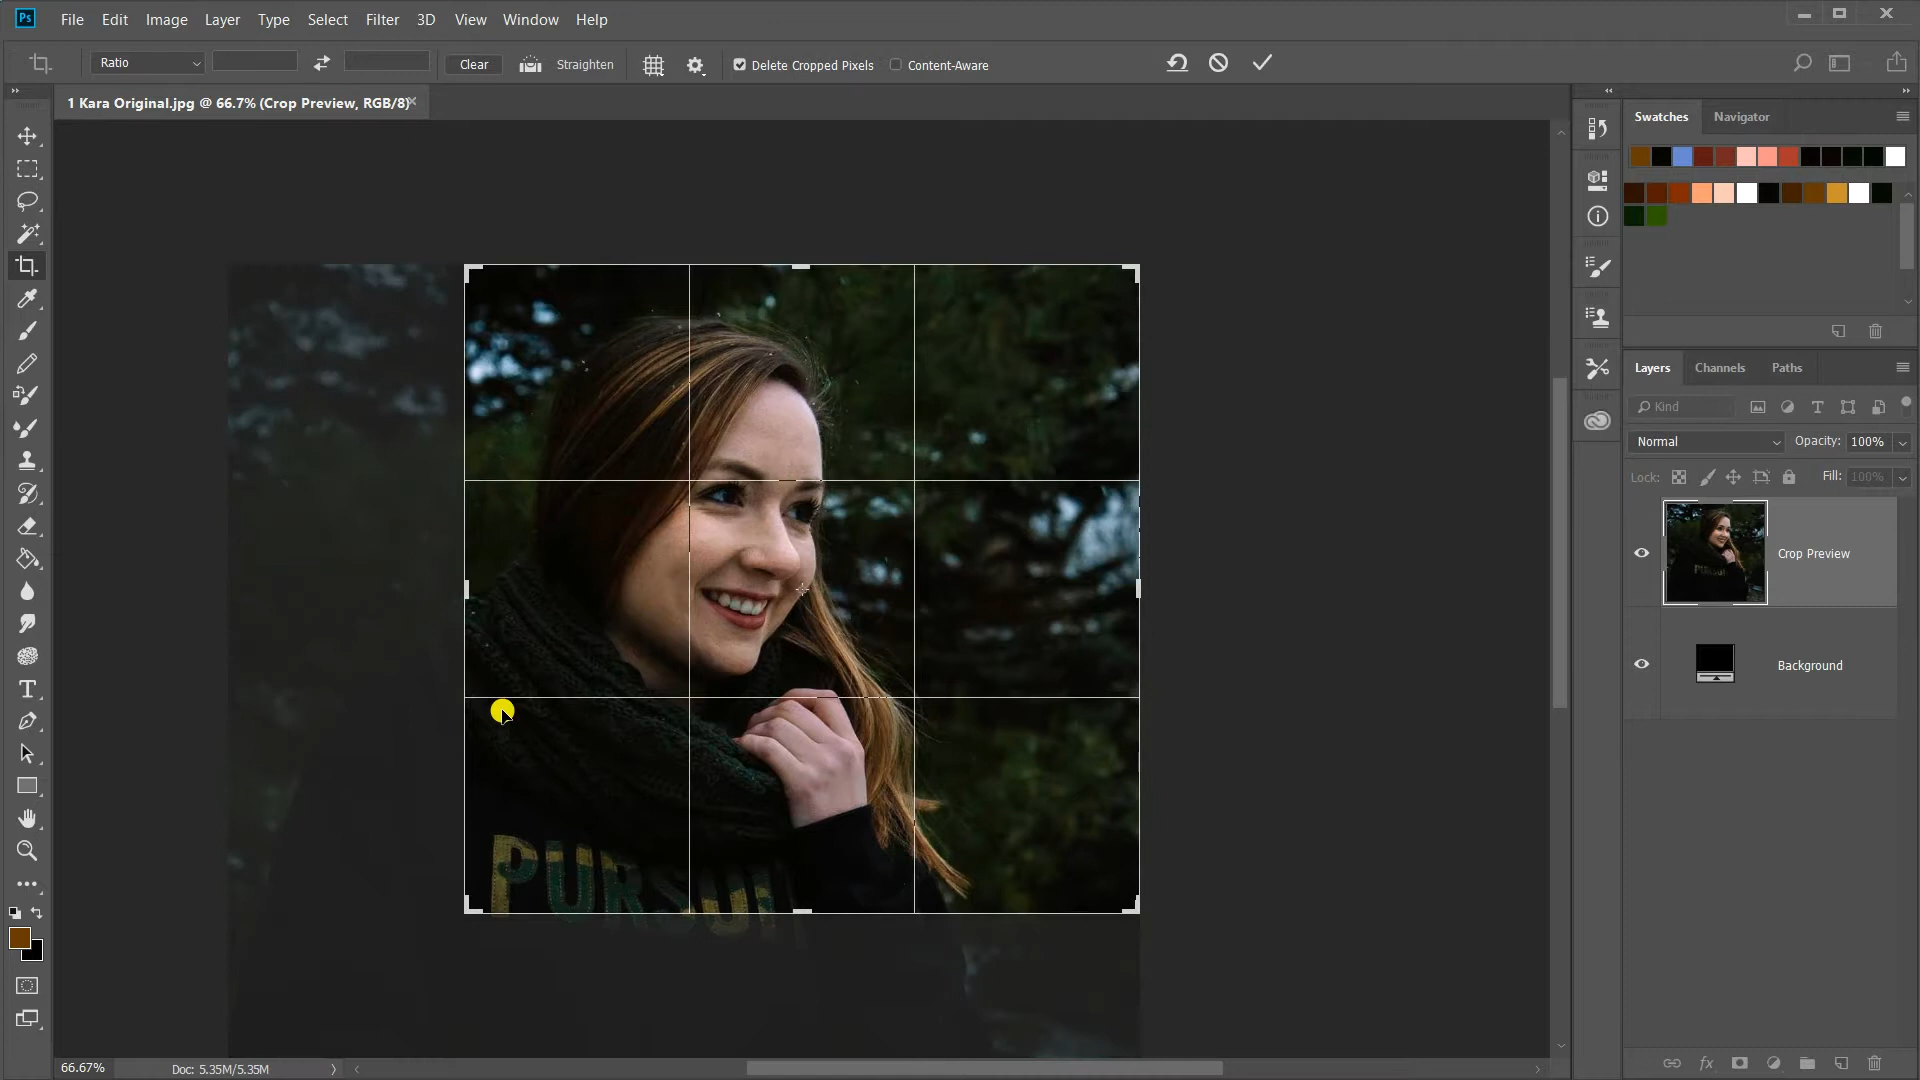 Ps File Edit Image Layer Type Select Filter 3D View Window Help
Ratio Clear Straighten Delete Cropped Pixels Content-Aware
1 Kara Original.jpg @ 66.7% (Crop Preview, RGB/8)
Swatches Navigator
Layers Channels Paths
Kind
Normal Opacity: 100%
Lock: Fill: 100%
Crop Preview
Background
PURSUIT
66.67% Doc: 5.35M/5.35M